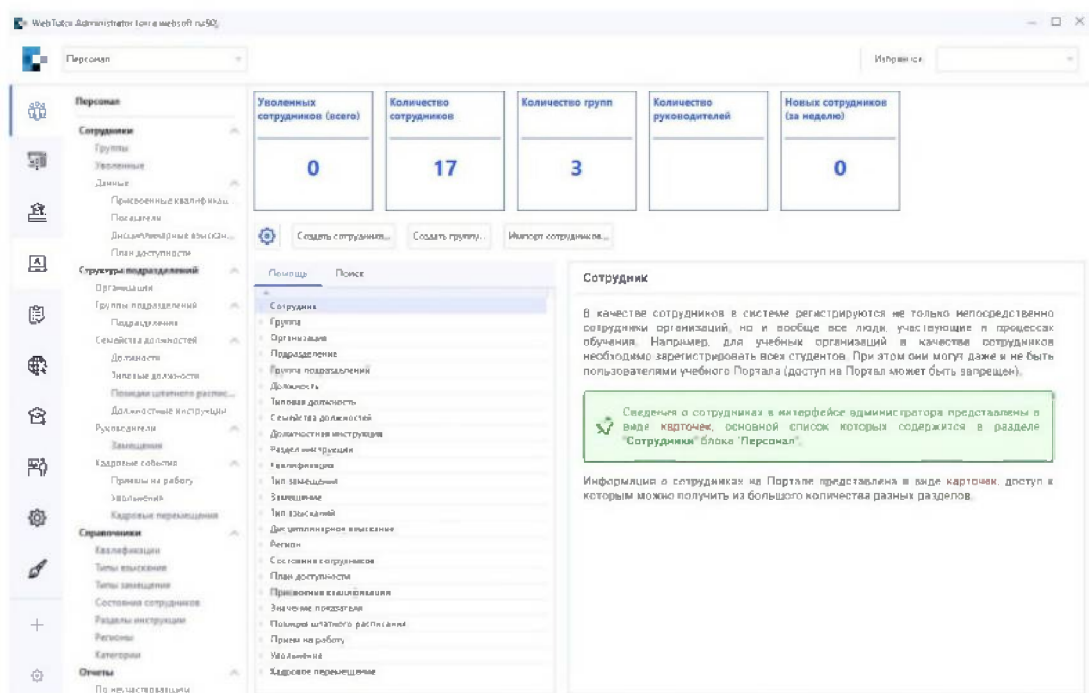 WebTutor Administrator
Персонал
Избранное
Персонал
Сотрудники
Группы
Уволенные
Данные
Присвоенные квалификац...
Показатели
Дисциплинарные взыскан...
План доступности
Структуры подразделений
Организации
Группы подразделений
Подразделения
Семейства должностей
Должности
Типовые должности
Позиции штатного распис...
Должностные инструкции
Руководители
Замещения
Кадровые события
Приемы на работу
Увольнения
Кадровые перемещения
Справочники
Квалификации
Типы взыскания
Типы замещения
Состояния сотрудников
Разделы инструкции
Регионы
Категории
Отчеты
Уволенных
сотрудников (всего)
0
Количество
сотрудников
17
Количество групп
3
Количество
руководителей
Новых сотрудников
(за неделю)
0
Создать сотрудника...
Создать группу...
Импорт сотрудников...
Помощь
Поиск
Сотрудник
Группа
Организация
Подразделение
Группа подразделений
Должность
Типовая должность
Семейства должностей
Должностная инструкция
Раздел инструкции
Квалификация
Тип замещения
Замещение
Тип взысканий
Дисциплинарное взыскание
Регион
Состояния сотрудников
План доступности
Присвоения квалификации
Значение показателя
Позиция штатного расписания
Прием на работу
Увольнение
Кадровое перемещение
Сотрудник
В качестве сотрудников в системе регистрируются не только непосредственно
сотрудники организаций, но и вообще все люди, участвующие в процессах
обучения. Например, для учебных организаций в качестве сотрудников
необходимо зарегистрировать всех студентов. При этом они могут даже и не быть
пользователями учебного Портала (доступ на Портал может быть запрещен).
Сведения о сотрудниках в интерфейсе администратора представлены в
виде карточек, основной список которых содержится в разделе
"Сотрудники" блока "Персонал".
Информация о сотрудниках на Портале представлена в виде карточек, доступ к
которым можно получить из большого количества разных разделов.